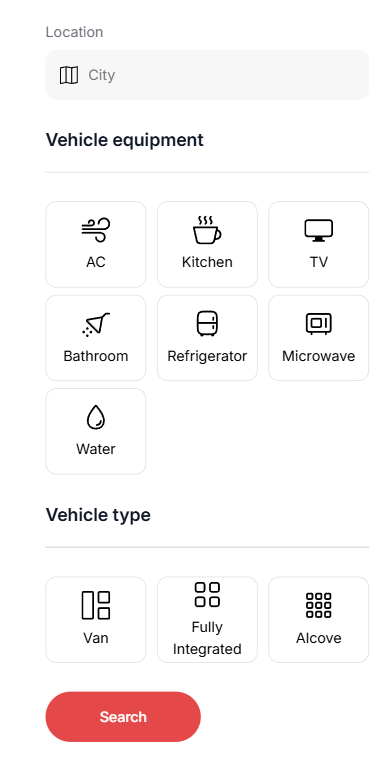 Location
City
Vehicle equipment
AC
Kitchen
TV
Bathroom
Refrigerator
Microwave
Water
Vehicle type
Van
Fully
Integrated
Alcove
Search